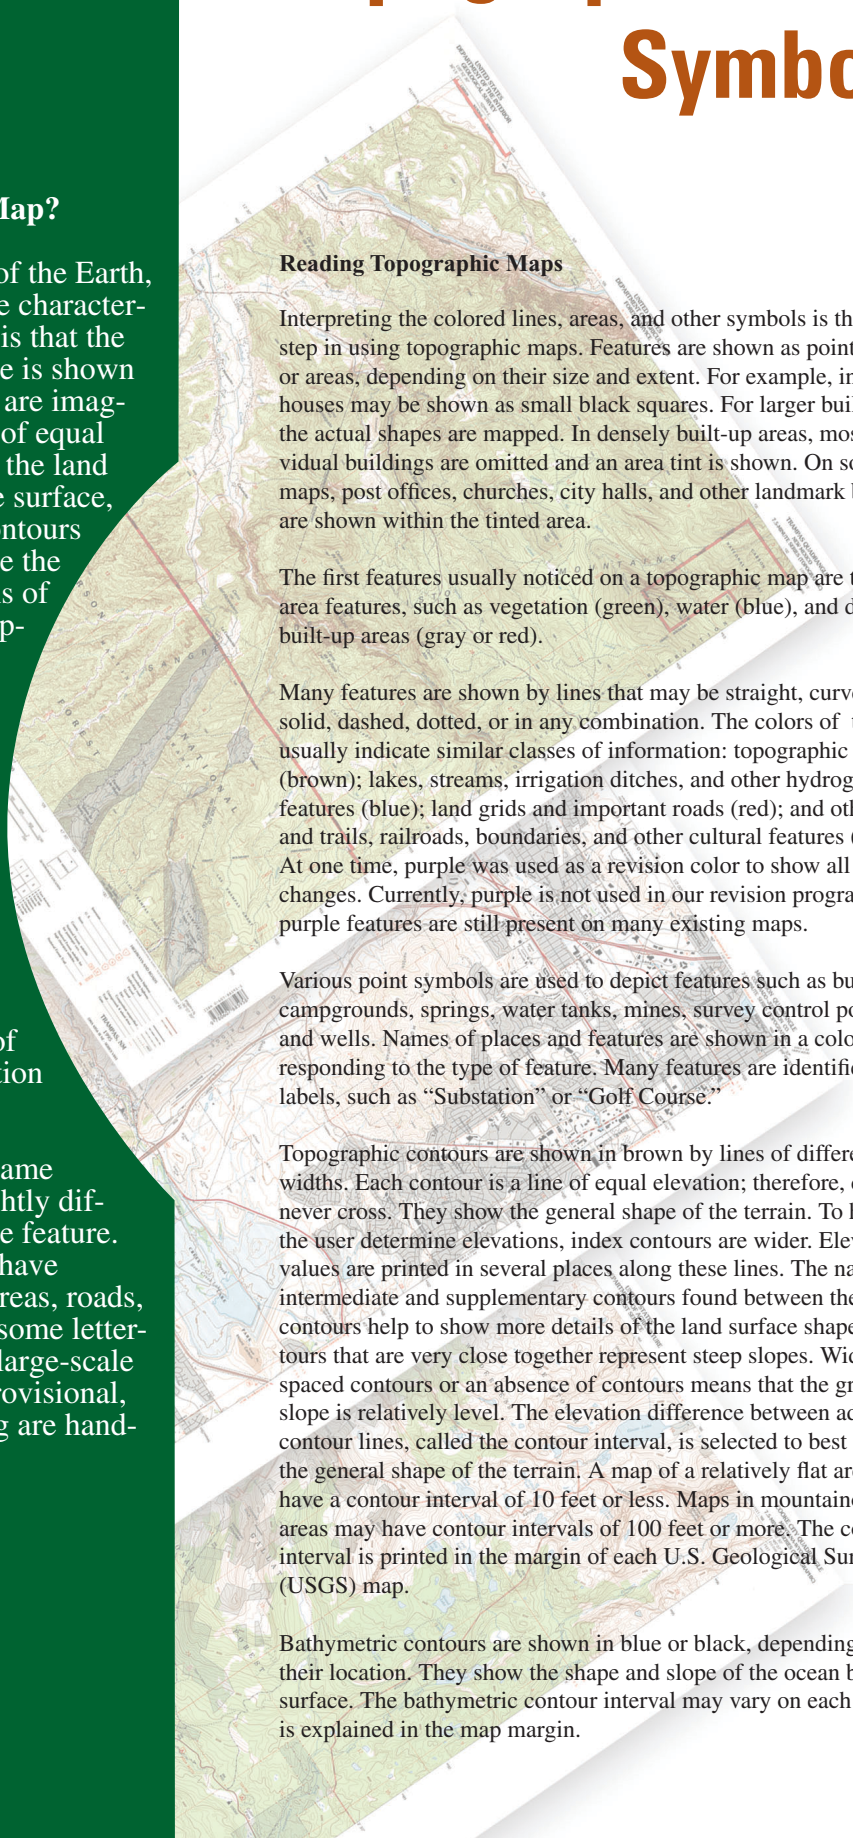 Symbo
Map?
of the Earth,
e character-
is that the
e is shown
are imag-
of equal
the land
e surface,
ontours
e the
s of
p-
of
tion
ame
htly dif-
e feature.
have
reas, roads,
some letter-
large-scale
rovisional,
g are hand-
Reading Topographic Maps
Interpreting the colored lines, areas, and other symbols is th
step in using topographic maps. Features are shown as point
or areas, depending on their size and extent. For example, in
houses may be shown as small black squares. For larger buil
the actual shapes are mapped. In densely built-up areas, mos
vidual buildings are omitted and an area tint is shown. On so
maps, post offices, churches, city halls, and other landmark b
are shown within the tinted area.
The first features usually noticed on a topographic map are t
area features, such as vegetation (green), water (blue), and d
built-up areas (gray or red).
Many features are shown by lines that may be straight, curve
solid, dashed, dotted, or in any combination. The colors of t
usually indicate similar classes of information: topographic
(brown); lakes, streams, irrigation ditches, and other hydrog
features (blue); land grids and important roads (red); and oth
and trails, railroads, boundaries, and other cultural features (
At one time, purple was used as a revision color to show all
changes. Currently, purple is not used in our revision progra
purple features are still present on many existing maps.
Various point symbols are used to depict features such as bu
campgrounds, springs, water tanks, mines, survey control po
and wells. Names of places and features are shown in a colo
responding to the type of feature. Many features are identifie
labels, such as “Substation” or “Golf Course.”
Topographic contours are shown in brown by lines of differe
widths. Each contour is a line of equal elevation; therefore, c
never cross. They show the general shape of the terrain. To h
the user determine elevations, index contours are wider. Elev
values are printed in several places along these lines. The na
intermediate and supplementary contours found between the
contours help to show more details of the land surface shape
tours that are very close together represent steep slopes. Wid
spaced contours or an absence of contours means that the gr
slope is relatively level. The elevation difference between ad
contour lines, called the contour interval, is selected to best
the general shape of the terrain. A map of a relatively flat are
have a contour interval of 10 feet or less. Maps in mountaino
areas may have contour intervals of 100 feet or more. The co
interval is printed in the margin of each U.S. Geological Sur
(USGS) map.
Bathymetric contours are shown in blue or black, depending
their location. They show the shape and slope of the ocean b
surface. The bathymetric contour interval may vary on each
is explained in the map margin.
UNITED STATES
DEPARTMENT OF THE INTERIOR
GEOLOGICAL SURVEY
MOUNTAINS
SANGRE
NATIONAL
FOREST